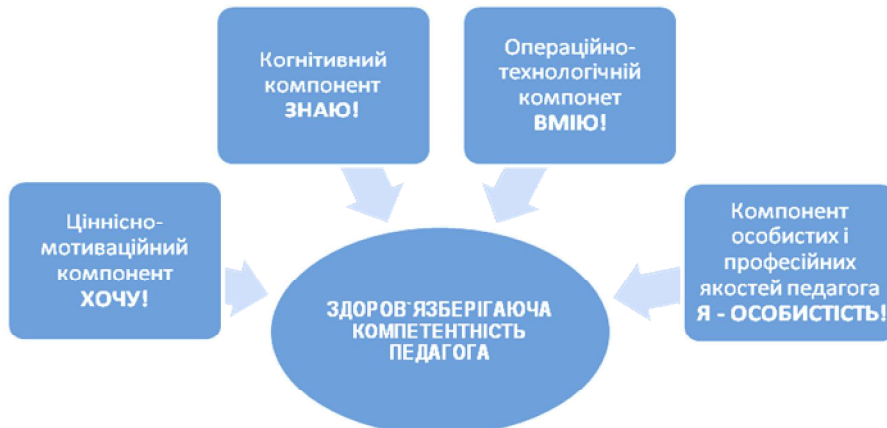 Когнітивний
компонент
ЗНАЮ!
Операційно-
технологічній
компонет
ВМІЮ!
Ціннісно-
мотиваційний
компонент
ХОЧУ!
Компонент
особистих і
професійних
якостей педагога
Я - ОСОБИСТІСТЬ!
ЗДОРОВ`ЯЗБЕРІГАЮЧА
КОМПЕТЕНТНІСТЬ
ПЕДАГОГА